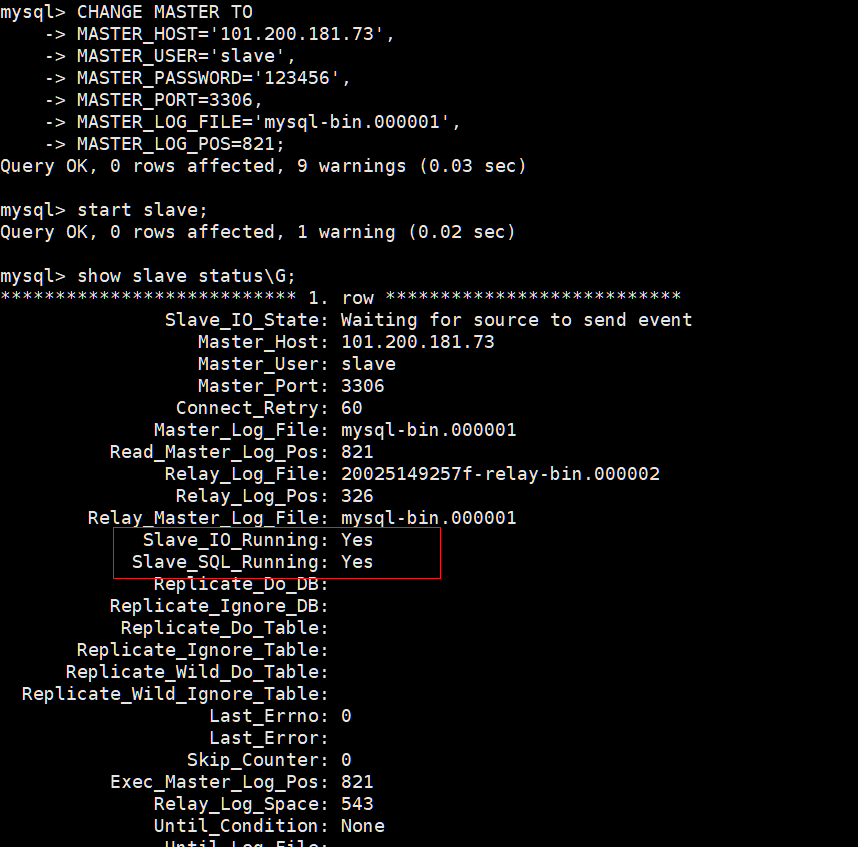 mysql> CHANGE MASTER TO
    -> MASTER_HOST='101.200.181.73',
    -> MASTER_USER='slave',
    -> MASTER_PASSWORD='123456',
    -> MASTER_PORT=3306,
    -> MASTER_LOG_FILE='mysql-bin.000001',
    -> MASTER_LOG_POS=821;
Query OK, 0 rows affected, 9 warnings (0.03 sec)

mysql> start slave;
Query OK, 0 rows affected, 1 warning (0.02 sec)

mysql> show slave status\G;
*************************** 1. row ***************************
               Slave_IO_State: Waiting for source to send event
                  Master_Host: 101.200.181.73
                  Master_User: slave
                  Master_Port: 3306
                Connect_Retry: 60
              Master_Log_File: mysql-bin.000001
          Read_Master_Log_Pos: 821
               Relay_Log_File: 20025149257f-relay-bin.000002
                Relay_Log_Pos: 326
        Relay_Master_Log_File: mysql-bin.000001
             Slave_IO_Running: Yes
            Slave_SQL_Running: Yes
              Replicate_Do_DB:
          Replicate_Ignore_DB:
           Replicate_Do_Table:
       Replicate_Ignore_Table:
      Replicate_Wild_Do_Table:
  Replicate_Wild_Ignore_Table:
                   Last_Errno: 0
                   Last_Error:
                 Skip_Counter: 0
          Exec_Master_Log_Pos: 821
              Relay_Log_Space: 543
              Until_Condition: None
               Until_Log_File: